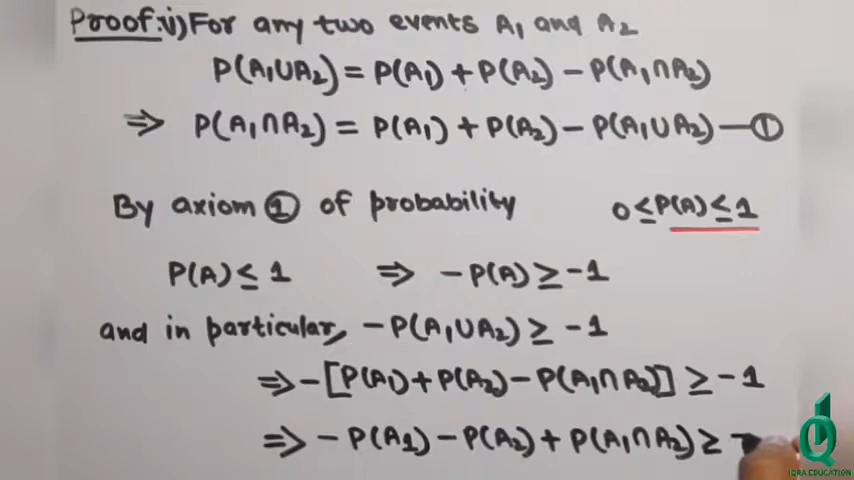 Proof:i) For any two events A₁ and A₂
P(A₁∪A₂) = P(A₁) + P(A₂) − P(A₁∩A₂)
⇒ P(A₁∩A₂) = P(A₁) + P(A₂) − P(A₁∪A₂) — ①
By axiom ① of probability 0 ≤ P(A) ≤ 1
P(A) ≤ 1 ⇒ −P(A) ≥ −1
and in particular, −P(A₁∪A₂) ≥ −1
⇒ −[P(A₁) + P(A₂) − P(A₁∩A₂)] ≥ −1
⇒ − P(A₁) − P(A₂) + P(A₁∩A₂) ≥ −
IQRA EDUCATION